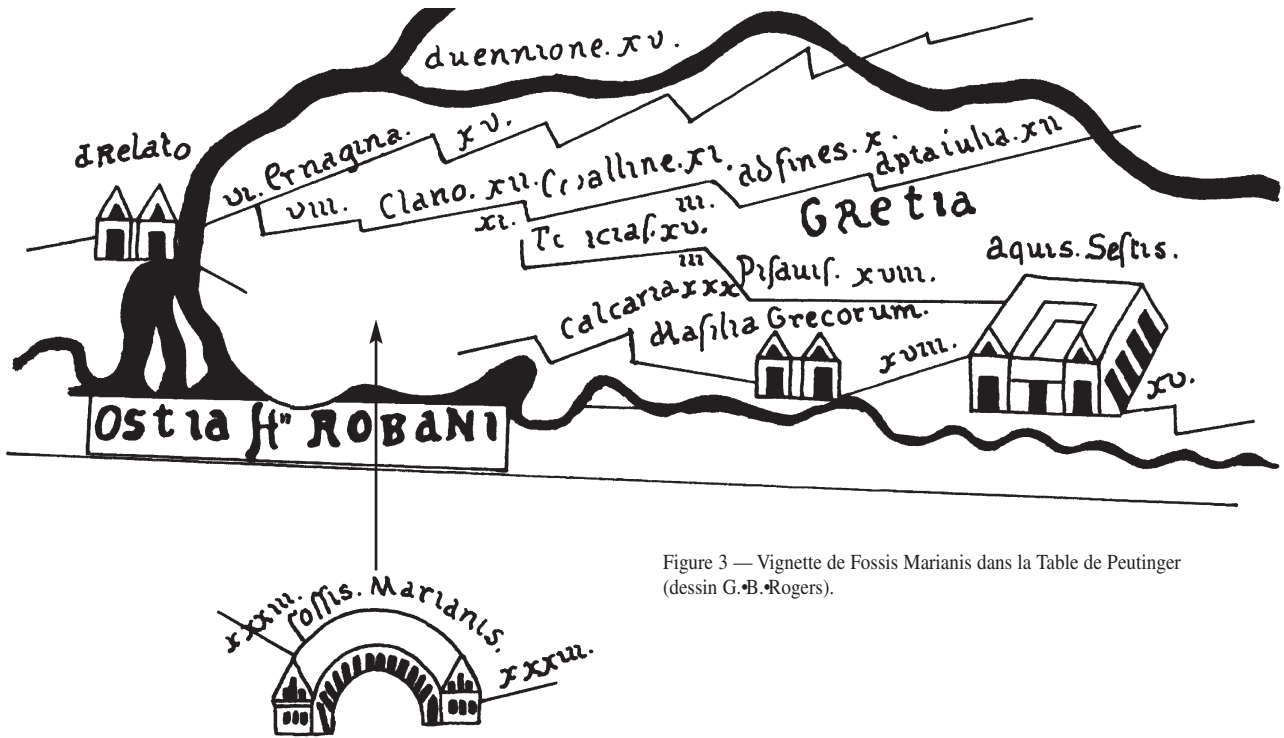 duennione. xv.
aRelato
vi. Ernagina. xv.
viii. Clano. xii.
alline. xi.
adfines. x.
aptaiulia. xii
xi.
iii.
icias. xv.
GRetia
iii
Pisauis. xviii.
aquis. Sestis.
Calcaria xxx
Masilia Grecorum.
xviii.
xv.
OStia ROBaNI
Figure 3 — Vignette de Fossis Marianis dans la Table de Peutinger
(dessin G.•B.•Rogers).
xxxiii. fossis. Marianis.
xxxiii.